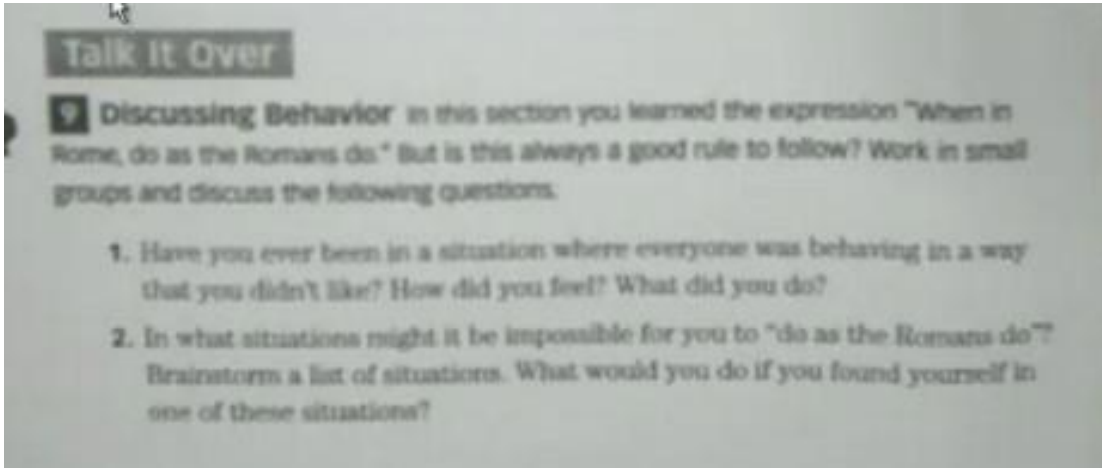 Talk It Over
9 Discussing Behavior In this section you learned the expression "When in
Rome, do as the Romans do." But is this always a good rule to follow? Work in small
groups and discuss the following questions.
1. Have you ever been in a situation where everyone was behaving in a way
that you didn't like? How did you feel? What did you do?
2. In what situations might it be impossible for you to "do as the Romans do"?
Brainstorm a list of situations. What would you do if you found yourself in
one of these situations?